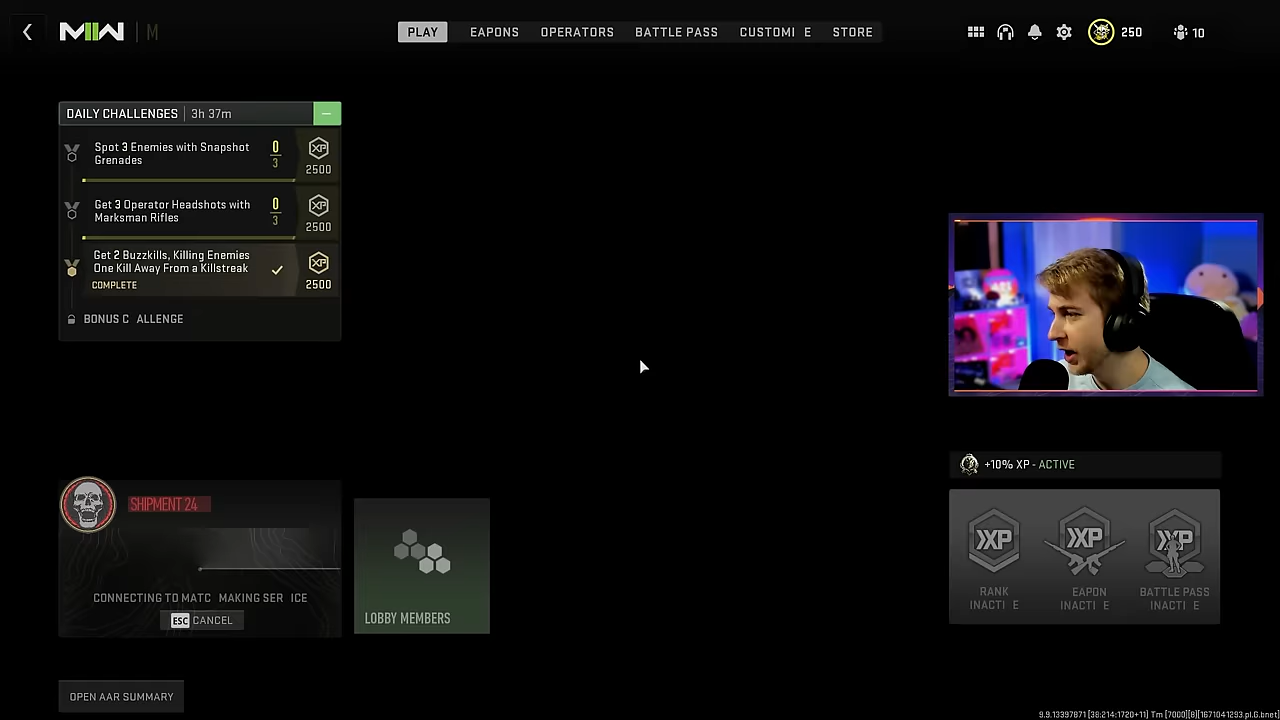 MW M
PLAY EAPONS OPERATORS BATTLE PASS CUSTOMI E STORE 250 10
DAILY CHALLENGES 3h 37m
Spot 3 Enemies with Snapshot
Grenades
0
3
XP
2500
Get 3 Operator Headshots with
Marksman Rifles
0
3
XP
2500
Get 2 Buzzkills, Killing Enemies
One Kill Away From a Killstreak
COMPLETE
XP
2500
BONUS C ALLENGE
+10% XP - ACTIVE
SHIPMENT 24
CONNECTING TO MATC MAKING SER ICE
ESC CANCEL
LOBBY MEMBERS
XP XP XP
RANK
INACTI E
EAPON
INACTI E
BATTLE PASS
INACTI E
OPEN AAR SUMMARY